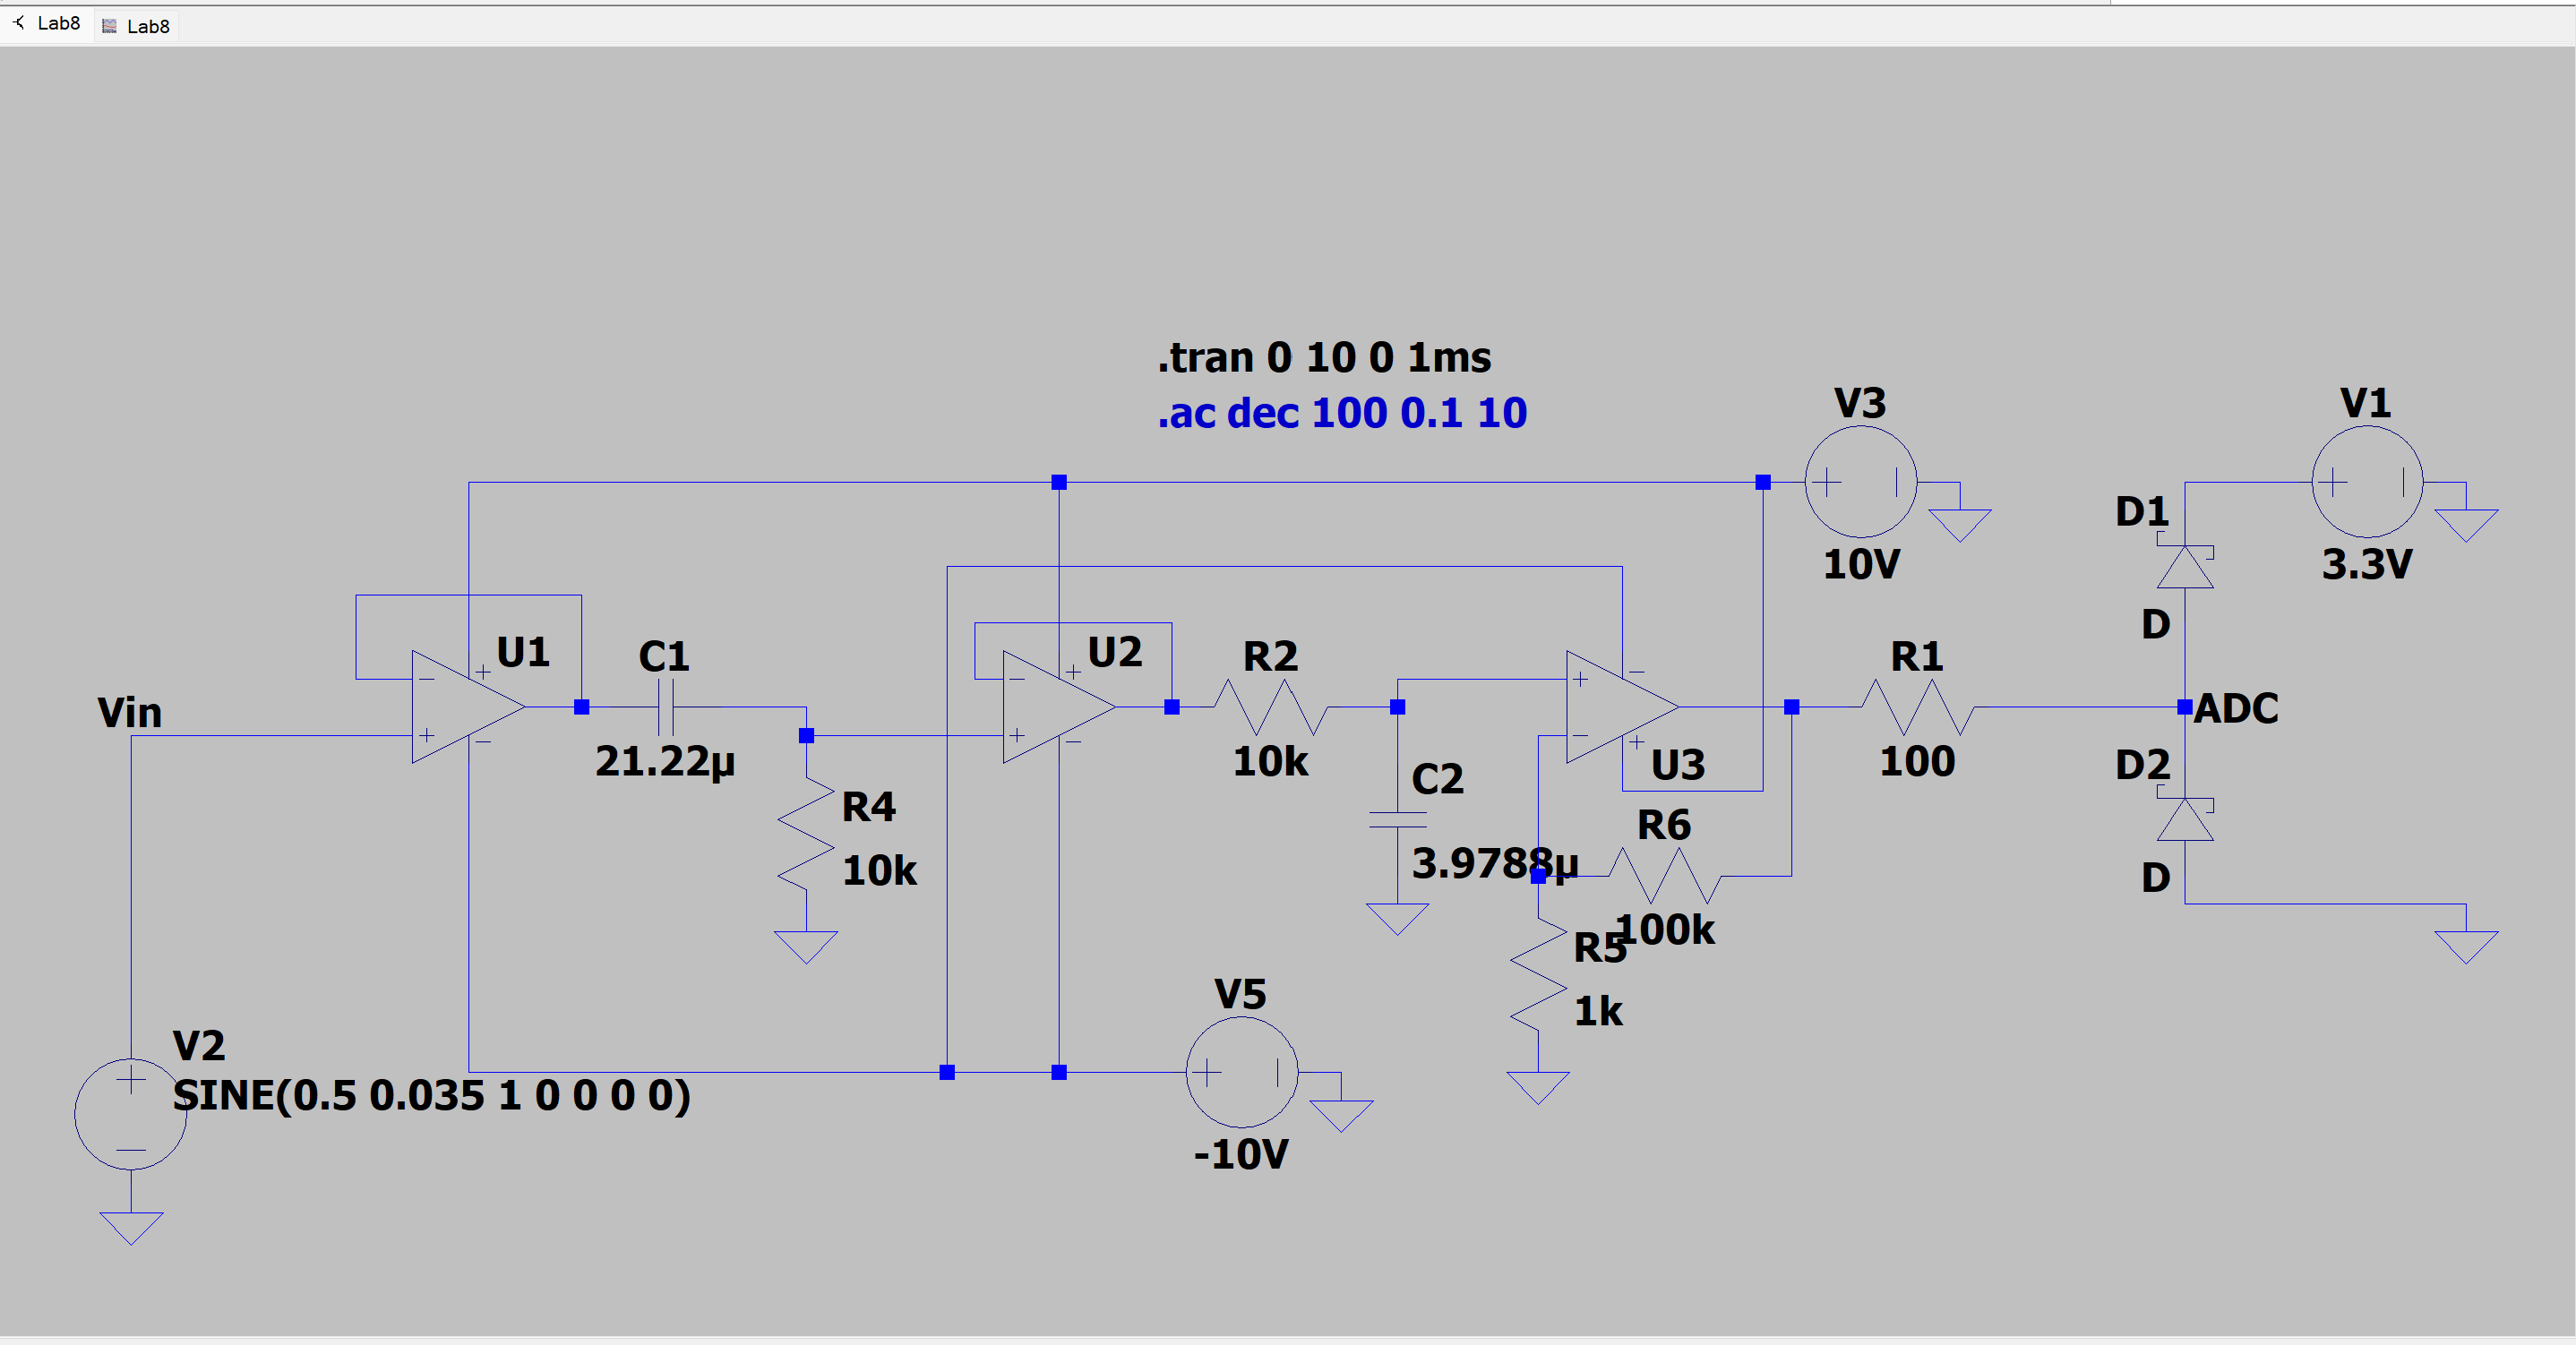 Lab8 Lab8
.tran 0 10 0 1ms
.ac dec 100 0.1 10
V3
10V
V1
3.3V
D1
D
U1
C1
21.22µ
U2
R2
10k
R1
100
Vin
ADC
R4
10k
C2
3.9788µ
U3
D2
D
R6
100k
R5
1k
V5
-10V
V2
SINE(0.5 0.035 1 0 0 0 0)